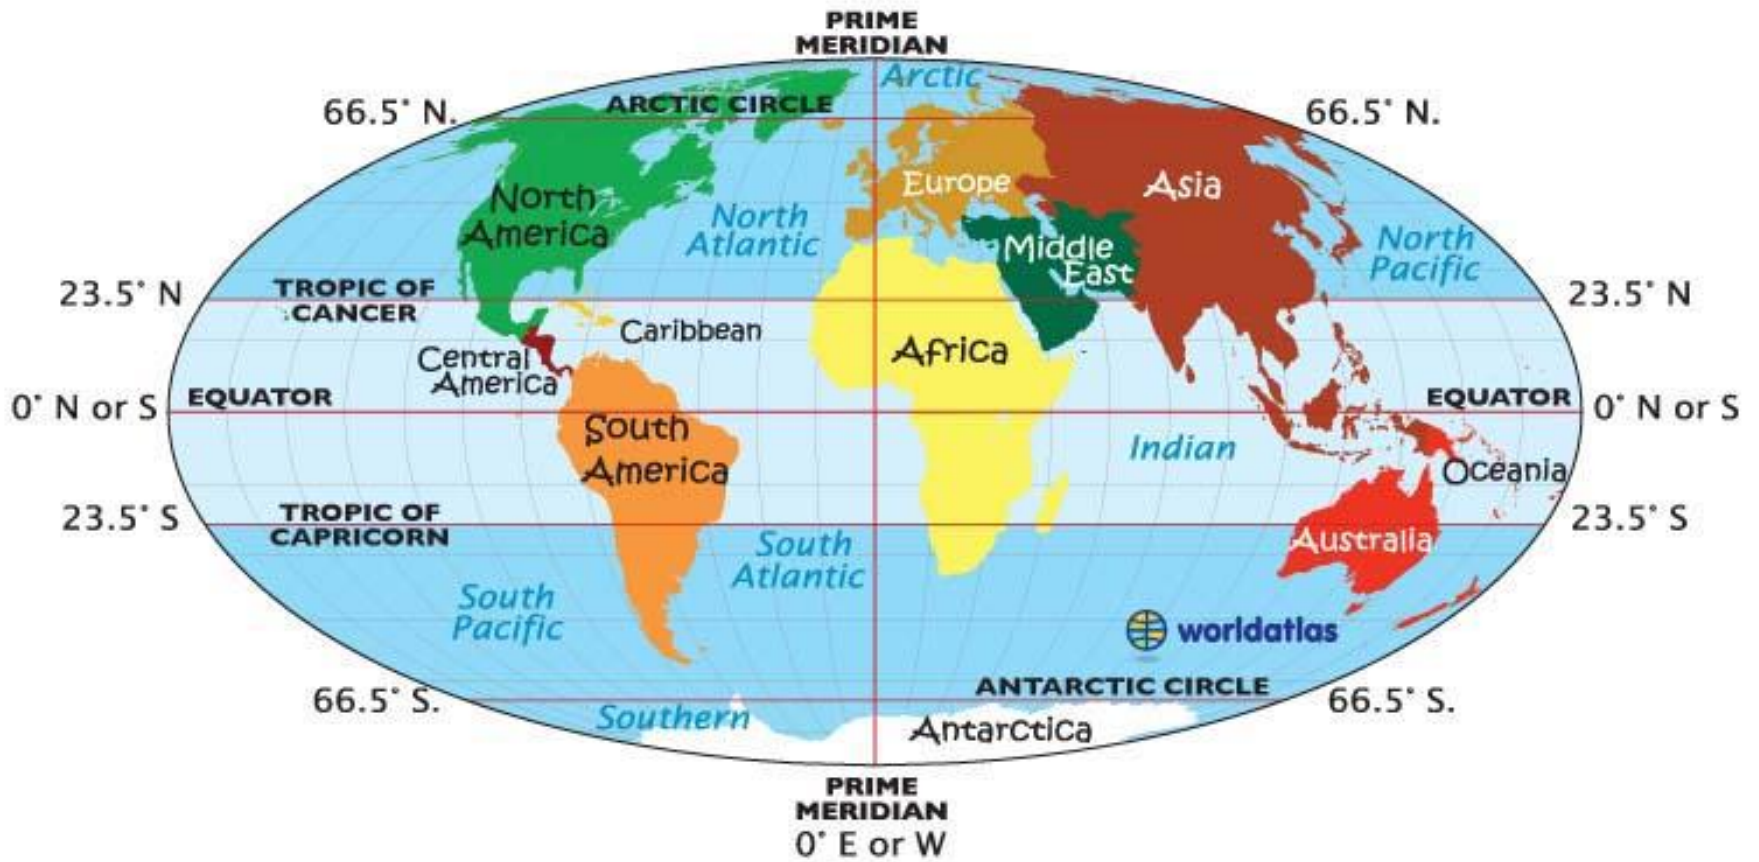 PRIME
MERIDIAN
Arctic
66.5° N.
ARCTIC CIRCLE
66.5° N.
North
America
Europe
Asia
North
Atlantic
Middle
East
North
Pacific
23.5° N
TROPIC OF
CANCER
23.5° N
Caribbean
Central
America
Africa
0° N or S
EQUATOR
EQUATOR
0° N or S
South
America
Indian
Oceania
23.5° S
TROPIC OF
CAPRICORN
23.5° S
Australia
South
Atlantic
South
Pacific
worldatlas
66.5° S.
ANTARCTIC CIRCLE
66.5° S.
Southern
Antarctica
PRIME
MERIDIAN
0° E or W